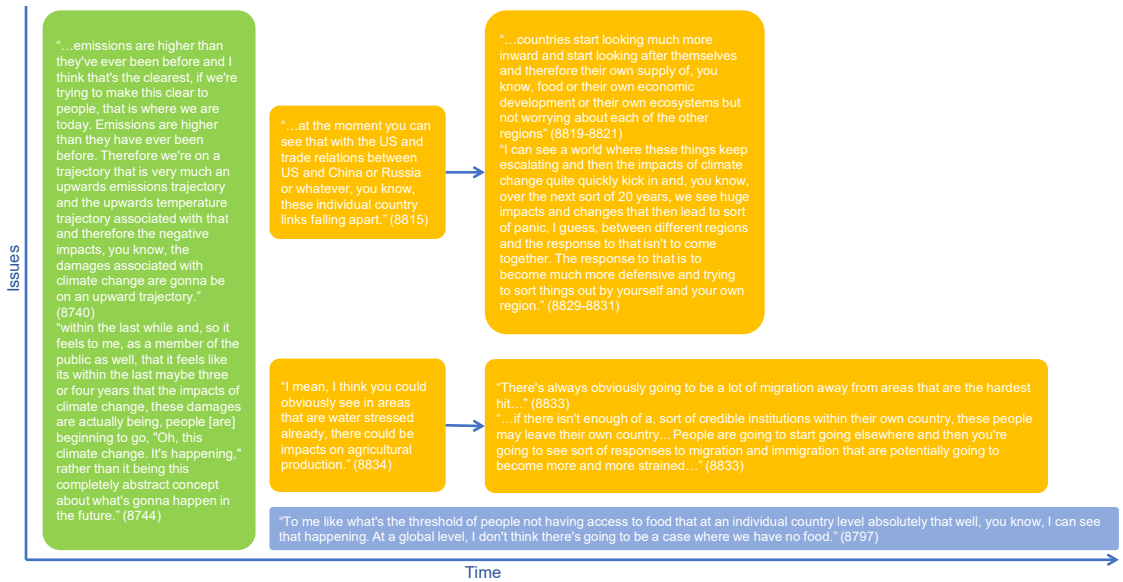 Issues
“…emissions are higher than
they've ever been before and I
think that's the clearest, if we're
trying to make this clear to
people, that is where we are
today. Emissions are higher
than they have ever been
before. Therefore we're on a
trajectory that is very much an
upwards emissions trajectory
and the upwards temperature
trajectory associated with that
and therefore the negative
impacts, you know, the
damages associated with
climate change are gonna be
on an upward trajectory.”
(8740)
“within the last while and, so it
feels to me, as a member of the
public as well, that it feels like
its within the last maybe three
or four years that the impacts of
climate change, these damages
are actually being, people [are]
beginning to go, "Oh, this
climate change. It's happening,"
rather than it being this
completely abstract concept
about what's gonna happen in
the future.” (8744)
“…at the moment you can
see that with the US and
trade relations between
US and China or Russia
or whatever, you know,
these individual country
links falling apart.” (8815)
“…countries start looking much more
inward and start looking after themselves
and therefore their own supply of, you
know, food or their own economic
development or their own ecosystems but
not worrying about each of the other
regions” (8819-8821)
“I can see a world where these things keep
escalating and then the impacts of climate
change quite quickly kick in and, you know,
over the next sort of 20 years, we see huge
impacts and changes that then lead to sort
of panic, I guess, between different regions
and the response to that isn't to come
together. The response to that is to
become much more defensive and trying
to sort things out by yourself and your own
region.” (8829-8831)
“I mean, I think you could
obviously see in areas
that are water stressed
already, there could be
impacts on agricultural
production.” (8834)
“There's always obviously going to be a lot of migration away from areas that are the hardest
hit…” (8833)
“…if there isn't enough of a, sort of credible institutions within their own country, these people
may leave their own country... People are going to start going elsewhere and then you're
going to see sort of responses to migration and immigration that are potentially going to
become more and more strained…” (8833)
“To me like what's the threshold of people not having access to food that at an individual country level absolutely that well, you know, I can see
that happening. At a global level, I don't think there's going to be a case where we have no food.” (8797)
Time